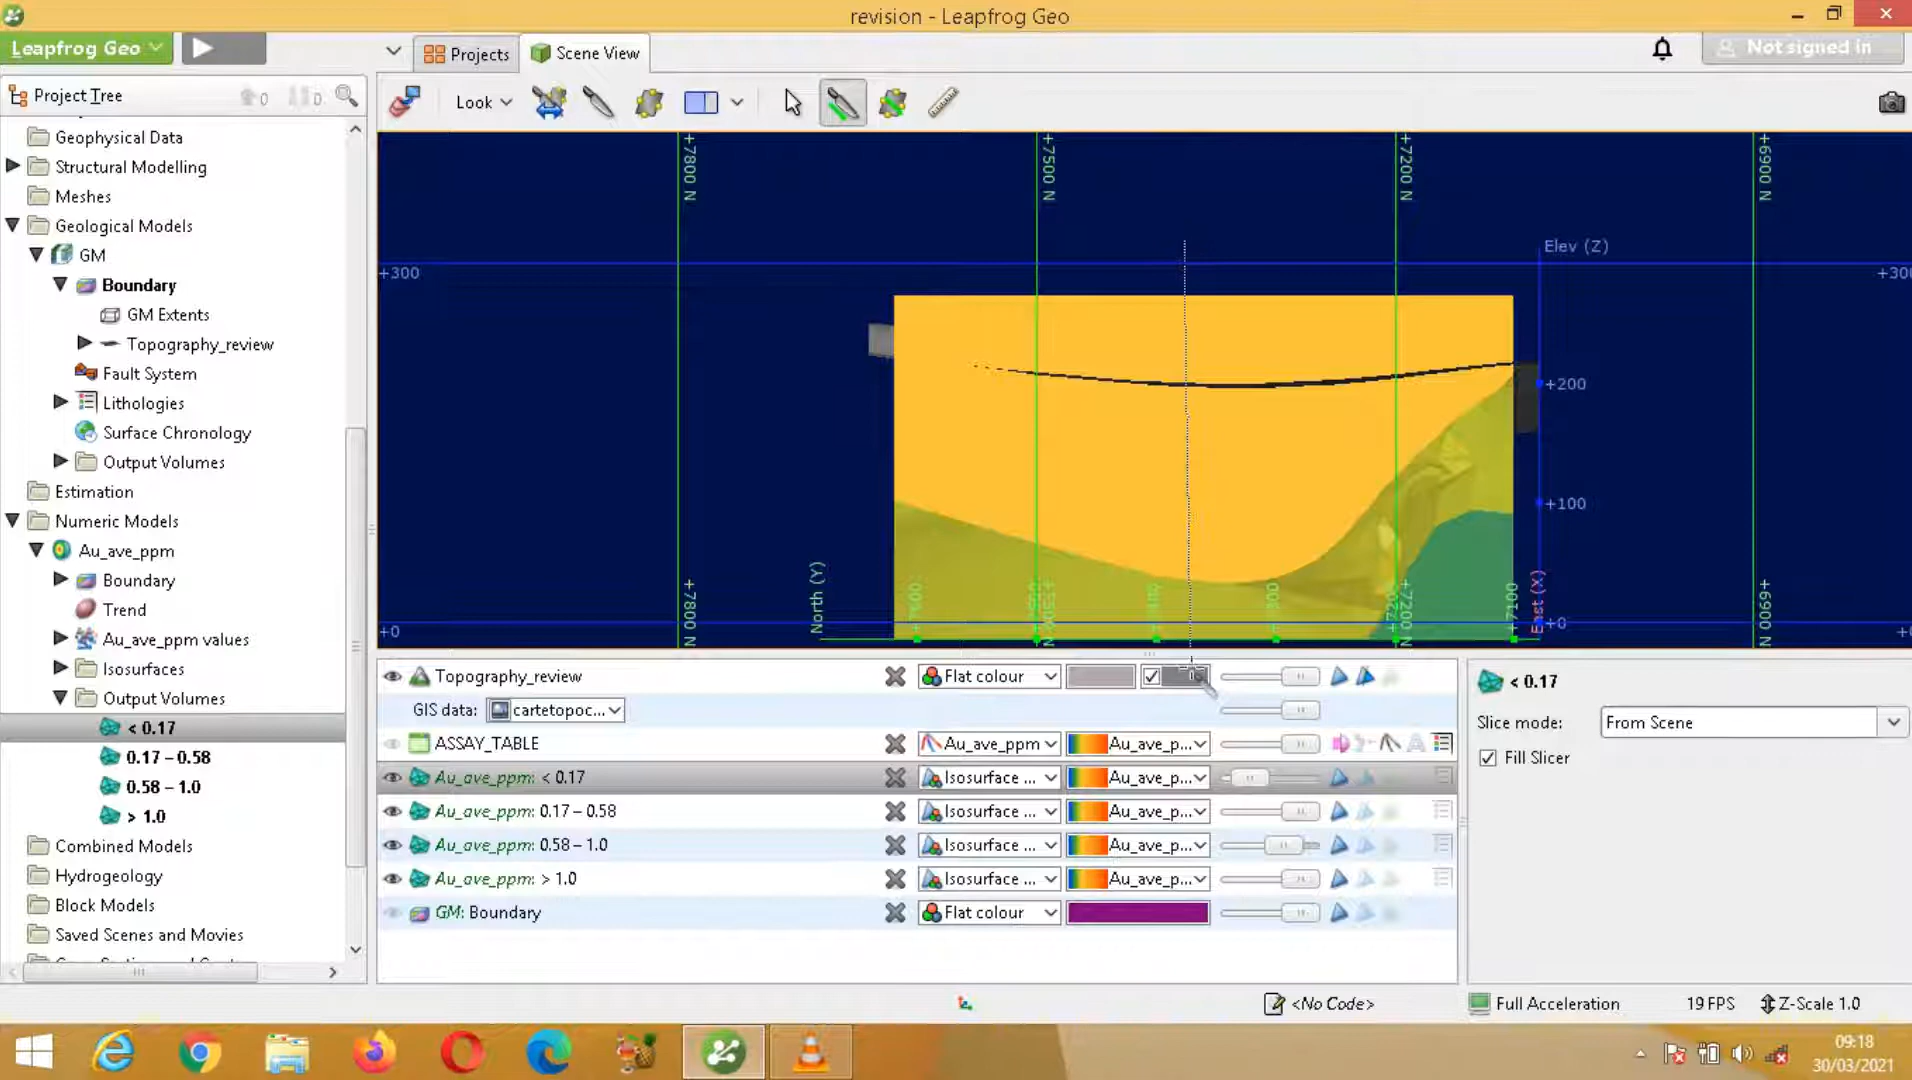 revision - Leapfrog Geo
Leapfrog Geo
Projects
Scene View
Not signed in
Project Tree
0
0
Look
Geophysical Data
Structural Modelling
Meshes
Geological Models
GM
Boundary
GM Extents
Topography_review
Fault System
Lithologies
Surface Chronology
Output Volumes
Estimation
Numeric Models
Au_ave_ppm
Boundary
Trend
Au_ave_ppm values
Isosurfaces
Output Volumes
< 0.17
0.17 – 0.58
0.58 – 1.0
> 1.0
Combined Models
Hydrogeology
Block Models
Saved Scenes and Movies
+7800 N
+7500 N
+7200 N
+6900 N
Elev (Z)
+300
+200
+100
+0
+0
North (Y)
East (X)
+7600
+7100
+7800 N
+7500 N
+7200 N
+6900 N
Topography_review
Flat colour
GIS data:
cartetopoc...
ASSAY_TABLE
Au_ave_ppm
Au_ave_p...
Au_ave_ppm: < 0.17
Isosurface ...
Au_ave_p...
Au_ave_ppm: 0.17 – 0.58
Isosurface ...
Au_ave_p...
Au_ave_ppm: 0.58 – 1.0
Isosurface ...
Au_ave_p...
Au_ave_ppm: > 1.0
Isosurface ...
Au_ave_p...
GM: Boundary
Flat colour
< 0.17
Slice mode:
From Scene
Fill Slicer
<No Code>
Full Acceleration
19 FPS
Z-Scale 1.0
09:18
30/03/2021